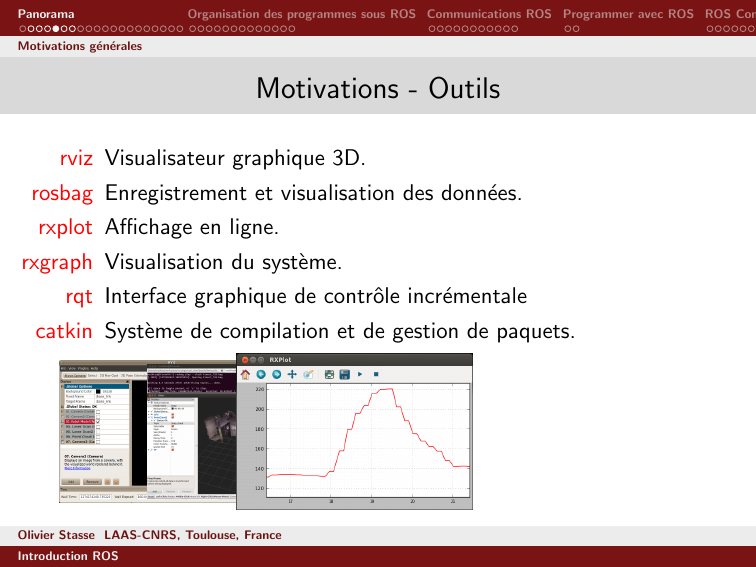 Panorama Organisation des programmes sous ROS Communications ROS Programmer avec ROS ROS Con
Motivations générales
Motivations - Outils
rviz Visualisateur graphique 3D.
rosbag Enregistrement et visualisation des données.
rxplot Affichage en ligne.
rxgraph Visualisation du système.
rqt Interface graphique de contrôle incrémentale
catkin Système de compilation et de gestion de paquets.
RXPlot
220
200
180
160
140
120
17 18 19 20 21
Olivier Stasse LAAS-CNRS, Toulouse, France
Introduction ROS